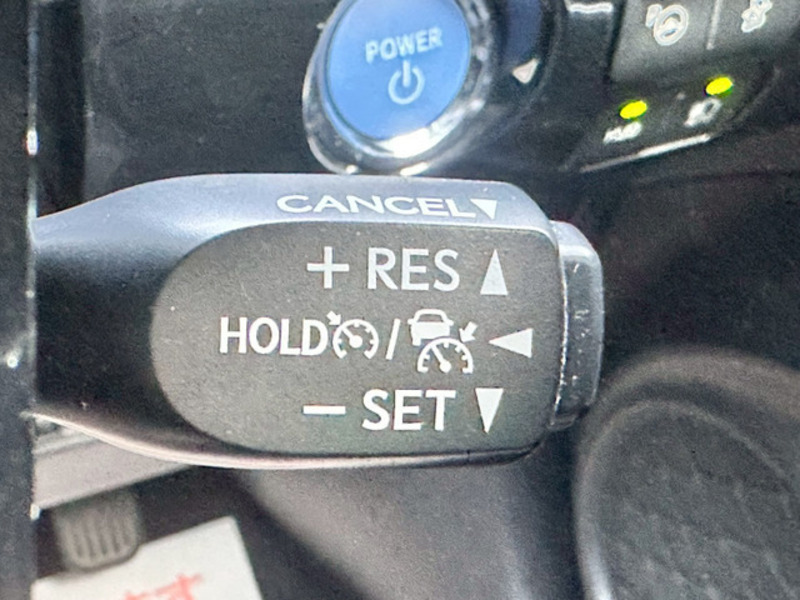 POWER
CANCEL
+ RES
HOLD /
− SET